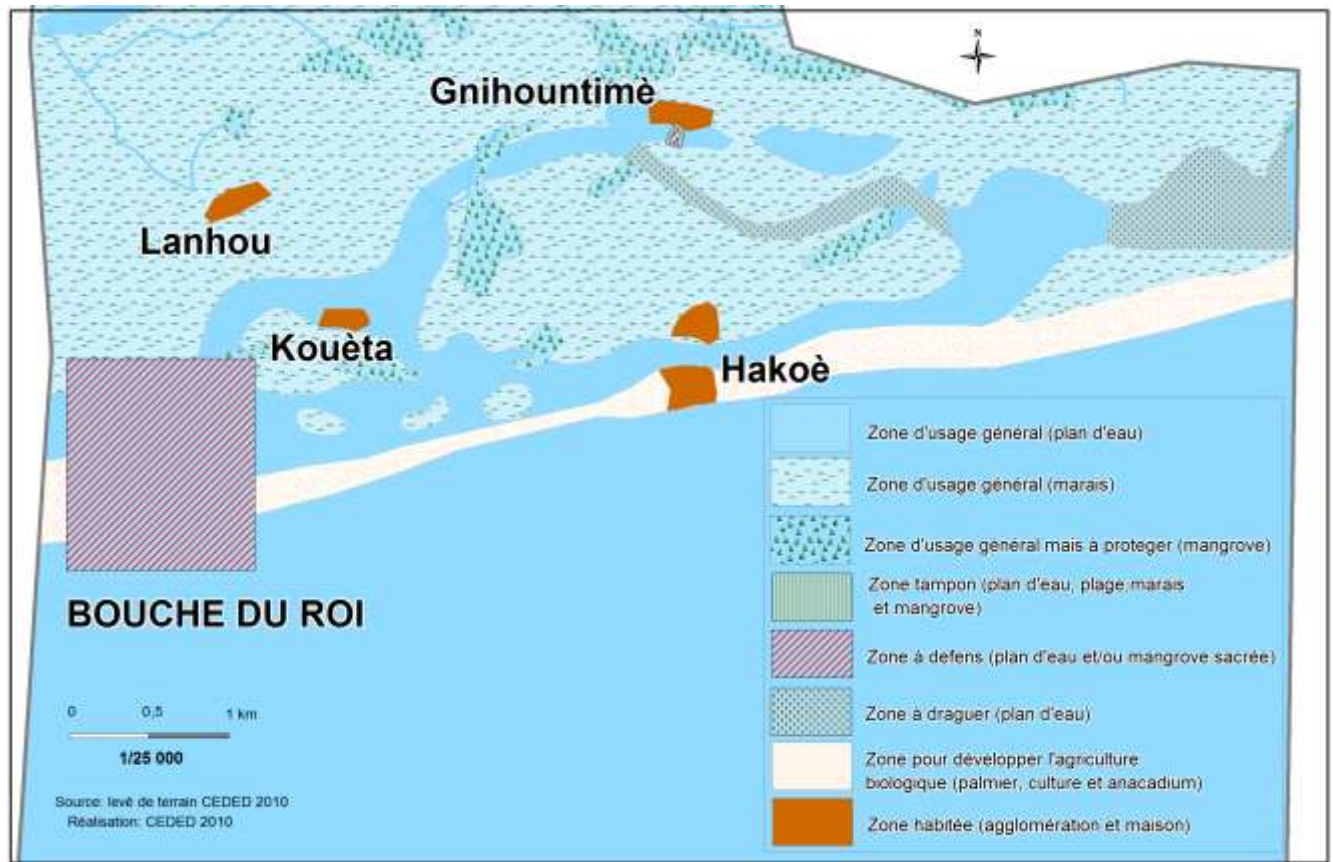 N
Gnihountimè
Lanhou
Kouèta
Hakoè
BOUCHE DU ROI
0 0,5 1 km
1/25 000
Source: levé de terrain CEDED 2010
Réalisation: CEDED 2010
Zone d'usage général (plan d'eau)
Zone d'usage général (marais)
Zone d'usage général mais à proteger (mangrove)
Zone tampon (plan d'eau, plage marais
et mangrove)
Zone à defens (plan d'eau et/ou mangrove sacrée)
Zone à draguer (plan d'eau)
Zone pour développer l'agriculture
biologique (palmier, culture et anacadium)
Zone habitée (agglomération et maison)